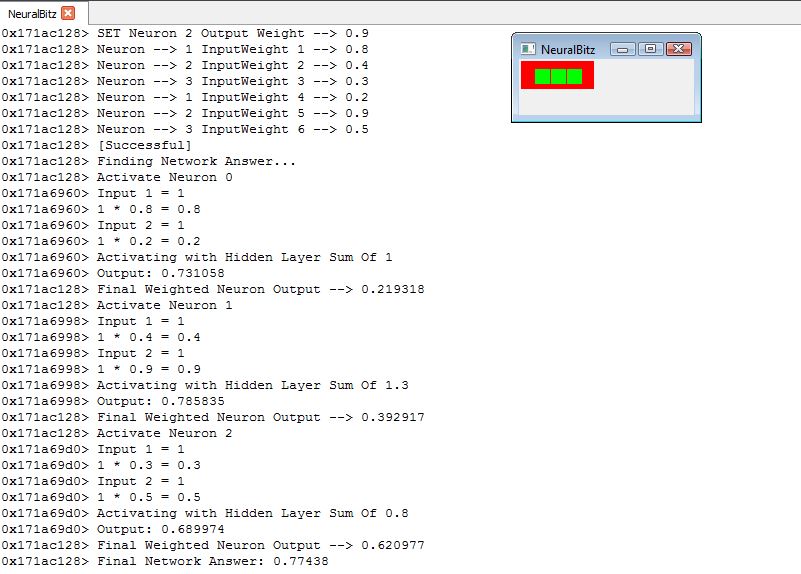 NeuralBitz
0x171ac128> SET Neuron 2 Output Weight --> 0.9
0x171ac128> Neuron --> 1 InputWeight 1 --> 0.8
0x171ac128> Neuron --> 2 InputWeight 2 --> 0.4
0x171ac128> Neuron --> 3 InputWeight 3 --> 0.3
0x171ac128> Neuron --> 1 InputWeight 4 --> 0.2
0x171ac128> Neuron --> 2 InputWeight 5 --> 0.9
0x171ac128> Neuron --> 3 InputWeight 6 --> 0.5
0x171ac128> [Successful]
0x171ac128> Finding Network Answer...
0x171ac128> Activate Neuron 0
0x171a6960> Input 1 = 1
0x171a6960> 1 * 0.8 = 0.8
0x171a6960> Input 2 = 1
0x171a6960> 1 * 0.2 = 0.2
0x171a6960> Activating with Hidden Layer Sum Of 1
0x171a6960> Output: 0.731058
0x171ac128> Final Weighted Neuron Output --> 0.219318
0x171ac128> Activate Neuron 1
0x171a6998> Input 1 = 1
0x171a6998> 1 * 0.4 = 0.4
0x171a6998> Input 2 = 1
0x171a6998> 1 * 0.9 = 0.9
0x171a6998> Activating with Hidden Layer Sum Of 1.3
0x171a6998> Output: 0.785835
0x171ac128> Final Weighted Neuron Output --> 0.392917
0x171ac128> Activate Neuron 2
0x171a69d0> Input 1 = 1
0x171a69d0> 1 * 0.3 = 0.3
0x171a69d0> Input 2 = 1
0x171a69d0> 1 * 0.5 = 0.5
0x171a69d0> Activating with Hidden Layer Sum Of 0.8
0x171a69d0> Output: 0.689974
0x171ac128> Final Weighted Neuron Output --> 0.620977
0x171ac128> Final Network Answer: 0.77438
NeuralBitz